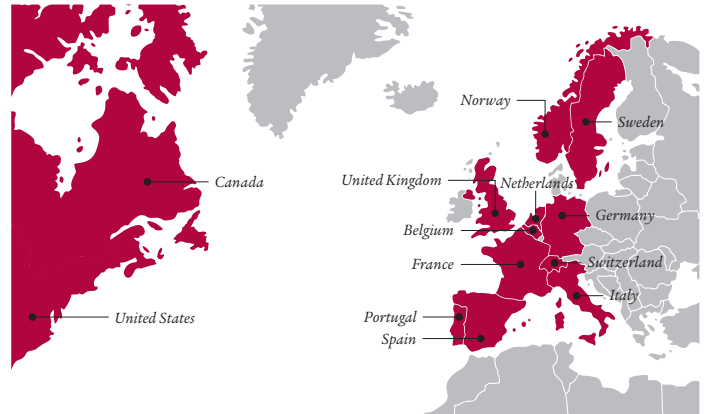 Norway
Sweden
Canada
United Kingdom
Netherlands
Germany
Belgium
France
Switzerland
Italy
United States
Portugal
Spain